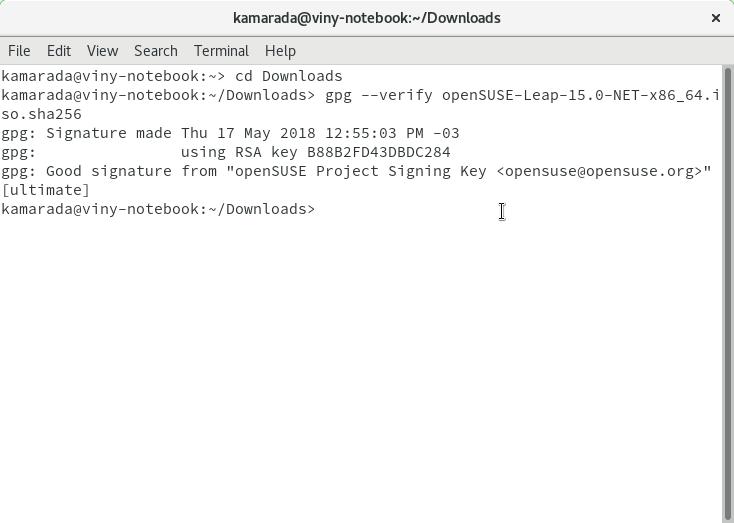 kamarada@viny-notebook:~/Downloads
×
File Edit View Search Terminal Help
kamarada@viny-notebook:~> cd Downloads
kamarada@viny-notebook:~/Downloads> gpg --verify openSUSE-Leap-15.0-NET-x86_64.i
so.sha256
gpg: Signature made Thu 17 May 2018 12:55:03 PM -03
gpg:                using RSA key B88B2FD43DBDC284
gpg: Good signature from "openSUSE Project Signing Key <opensuse@opensuse.org>"
[ultimate]
kamarada@viny-notebook:~/Downloads>